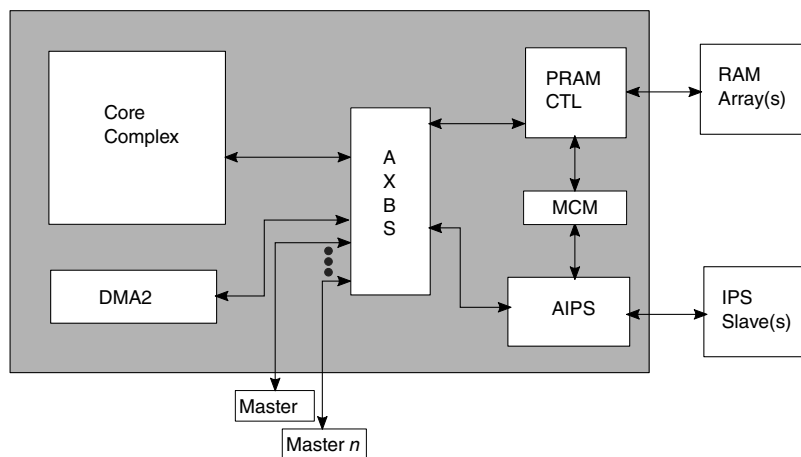 Core
Complex
DMA2
A
X
B
S
PRAM
CTL
MCM
AIPS
RAM
Array(s)
IPS
Slave(s)
Master
Master n